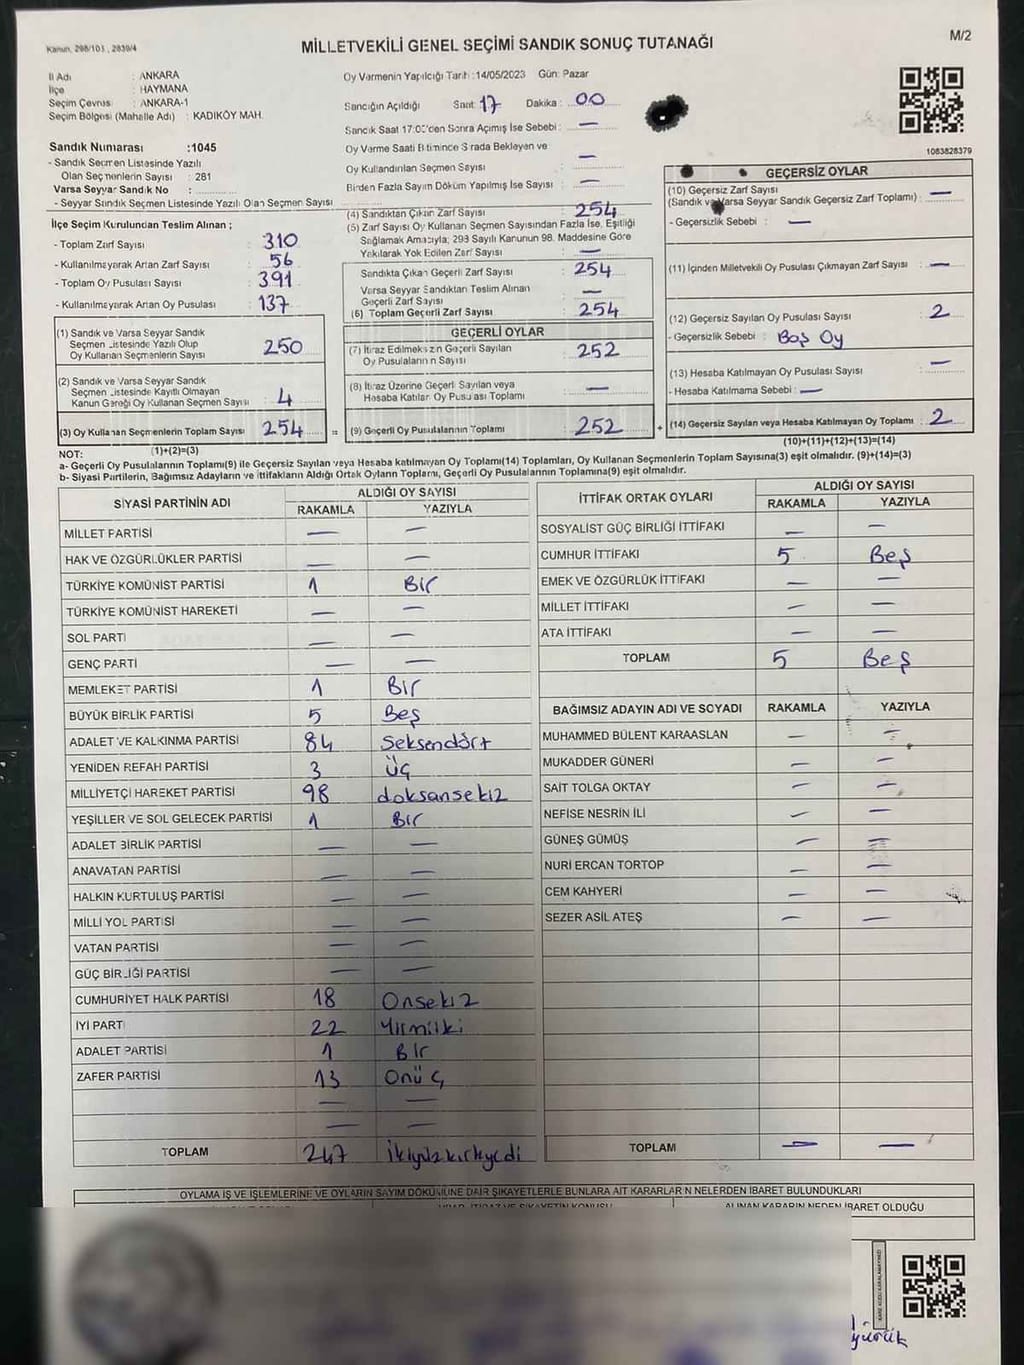 Kanun, 298/103, 2839/4
MİLLETVEKİLİ GENEL SEÇİMİ SANDIK SONUÇ TUTANAĞI
M/2
İl Adı : ANKARA
İlçe : HAYMANA
Seçim Çevresi : ANKARA-1
Seçim Bölgesi (Mahalle Adı) : KADIKÖY MAH.
Sandık Numarası :1045
- Sandık Seçmen Listesinde Yazılı
Olan Seçmenlerin Sayısı : 281
Varsa Seyyar Sandık No :
- Seyyar Sandık Seçmen Listesinde Yazılı Olan Seçmen Sayısı
Oy Vermenin Yapıldığı Tarih :14/05/2023 Gün: Pazar
Sandığın Açıldığı Saat: 17 Dakika : 00
Sandık Saat 17:00'den Sonra Açılmış İse Sebebi : —
Oy Verme Saati Bitimince Sırada Bekleyen ve
Oy Kullandırılan Seçmen Sayısı : —
Birden Fazla Sayım Döküm Yapılmış İse Sayısı : —
1083828379
İlçe Seçim Kurulundan Teslim Alınan ;
- Toplam Zarf Sayısı : 310
- Kullanılmayarak Artan Zarf Sayısı : 56
- Toplam Oy Pusulası Sayısı : 391
- Kullanılmayarak Artan Oy Pusulası : 137
(1) Sandık ve Varsa Seyyar Sandık
Seçmen Listesinde Yazılı Olup
Oy Kullanan Seçmenlerin Sayısı 250
(2) Sandık ve Varsa Seyyar Sandık
Seçmen Listesinde Kayıtlı Olmayan
Kanun Gereği Oy Kullanan Seçmen Sayısı 4
(3) Oy Kullanan Seçmenlerin Toplam Sayısı 254
(1)+(2)=(3)
(4) Sandıktan Çıkan Zarf Sayısı : 254
(5) Zarf Sayısı Oy Kullanan Seçmen Sayısından Fazla İse, Eşitliği
Sağlamak Amacıyla; 298 Sayılı Kanunun 98. Maddesine Göre
Yakılarak Yok Edilen Zarf Sayısı : —
Sandıkta Çıkan Geçerli Zarf Sayısı : 254
Varsa Seyyar Sandıktan Teslim Alınan
Geçerli Zarf Sayısı : —
(6) Toplam Geçerli Zarf Sayısı : 254
GEÇERLİ OYLAR
(7) İtiraz Edilmeksizin Geçerli Sayılan
Oy Pusulalarının Sayısı : 252
(8) İtiraz Üzerine Geçerli Sayılan veya
Hesaba Katılan Oy Pusulası Toplamı : —
= (9) Geçerli Oy Pusulalarının Toplamı : 252
GEÇERSİZ OYLAR
(10) Geçersiz Zarf Sayısı
(Sandık ve Varsa Seyyar Sandık Geçersiz Zarf Toplamı) : —
- Geçersizlik Sebebi : —
(11) İçinden Milletvekili Oy Pusulası Çıkmayan Zarf Sayısı : —
(12) Geçersiz Sayılan Oy Pusulası Sayısı : 2
- Geçersizlik Sebebi : Boş Oy
(13) Hesaba Katılmayan Oy Pusulası Sayısı : —
- Hesaba Katılmama Sebebi : —
+ (14) Geçersiz Sayılan veya Hesaba Katılmayan Oy Toplamı : 2
(10)+(11)+(12)+(13)=(14)
NOT:
a- Geçerli Oy Pusulalarının Toplamı(9) ile Geçersiz Sayılan veya Hesaba katılmayan Oy Toplamı(14) Toplamları, Oy Kullanan Seçmenlerin Toplam Sayısına(3) eşit olmalıdır. (9)+(14)=(3)
b- Siyasi Partilerin, Bağımsız Adayların ve İttifakların Aldığı Ortak Oyların Toplamı, Geçerli Oy Pusulalarının Toplamına(9) eşit olmalıdır.
SİYASİ PARTİNİN ADI ALDIĞI OY SAYISI
RAKAMLA YAZIYLA
MİLLET PARTİSİ — —
HAK VE ÖZGÜRLÜKLER PARTİSİ — —
TÜRKİYE KOMÜNİST PARTİSİ 1 Bir
TÜRKİYE KOMÜNİST HAREKETİ — —
SOL PARTİ — —
GENÇ PARTİ — —
MEMLEKET PARTİSİ 1 Bir
BÜYÜK BİRLİK PARTİSİ 5 Beş
ADALET VE KALKINMA PARTİSİ 84 Seksendört
YENİDEN REFAH PARTİSİ 3 Üç
MİLLİYETÇİ HAREKET PARTİSİ 98 doksansekiz
YEŞİLLER VE SOL GELECEK PARTİSİ 1 Bir
ADALET BİRLİK PARTİSİ — —
ANAVATAN PARTİSİ — —
HALKIN KURTULUŞ PARTİSİ — —
MİLLİ YOL PARTİSİ — —
VATAN PARTİSİ — —
GÜÇ BİRLİĞİ PARTİSİ — —
CUMHURİYET HALK PARTİSİ 18 Onsekiz
İYİ PARTİ 22 Yirmiiki
ADALET PARTİSİ 1 Bir
ZAFER PARTİSİ 13 Onüç
— —
— —
TOPLAM 247 İkiyüzkırkyedi
İTTİFAK ORTAK OYLARI ALDIĞI OY SAYISI
RAKAMLA YAZIYLA
SOSYALİST GÜÇ BİRLİĞİ İTTİFAKI — —
CUMHUR İTTİFAKI 5 Beş
EMEK VE ÖZGÜRLÜK İTTİFAKI — —
MİLLET İTTİFAKI — —
ATA İTTİFAKI — —
TOPLAM 5 Beş
BAĞIMSIZ ADAYIN ADI VE SOYADI RAKAMLA YAZIYLA
MUHAMMED BÜLENT KARAASLAN — —
MUKADDER GÜNERİ — —
SAİT TOLGA OKTAY — —
NEFİSE NESRİN İLİ — —
GÜNEŞ GÜMÜŞ — —
NURİ ERCAN TORTOP — —
CEM KAHYERİ — —
SEZER ASİL ATEŞ — —
TOPLAM — —
OYLAMA İŞ VE İŞLEMLERİNE VE OYLARIN SAYIM DÖKÜMÜNE DAİR ŞİKAYETLERLE BUNLARA AİT KARARLARIN NELERDEN İBARET BULUNDUKLARI
ALINAN KARARIN NEDEN İBARET OLDUĞU